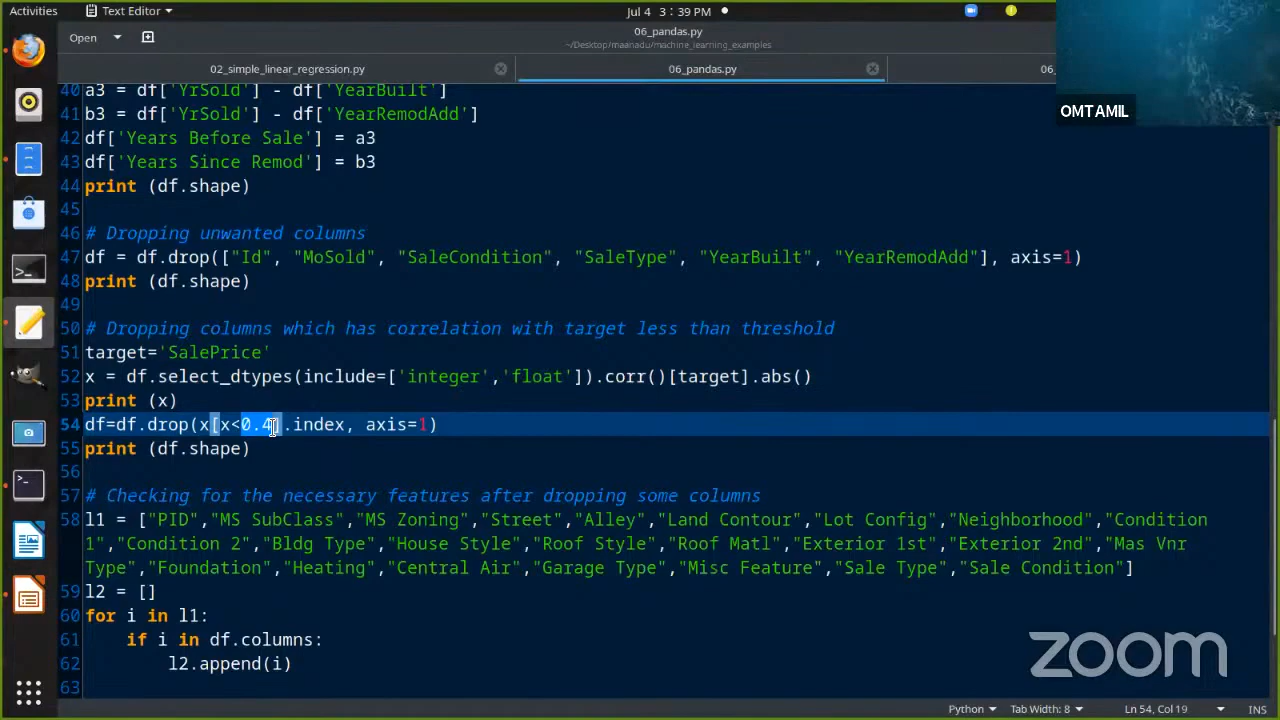 Activities
Text Editor
Jul 4 3:39 PM
Open
06_pandas.py
~/Desktop/maanadu/machine_learning_examples
02_simple_linear_regression.py
06_pandas.py
06_
OMTAMIL
40 a3 = df['YrSold'] - df['YearBuilt']
41 b3 = df['YrSold'] - df['YearRemodAdd']
42 df['Years Before Sale'] = a3
43 df['Years Since Remod'] = b3
44 print (df.shape)
45
46 # Dropping unwanted columns
47 df = df.drop(["Id", "MoSold", "SaleCondition", "SaleType", "YearBuilt", "YearRemodAdd"], axis=1)
48 print (df.shape)
49
50 # Dropping columns which has correlation with target less than threshold
51 target='SalePrice'
52 x = df.select_dtypes(include=['integer','float']).corr()[target].abs()
53 print (x)
54 df=df.drop(x[x<0.4].index, axis=1)
55 print (df.shape)
56
57 # Checking for the necessary features after dropping some columns
58 l1 = ["PID","MS SubClass","MS Zoning","Street","Alley","Land Contour","Lot Config","Neighborhood","Condition
1","Condition 2","Bldg Type","House Style","Roof Style","Roof Matl","Exterior 1st","Exterior 2nd","Mas Vnr
Type","Foundation","Heating","Central Air","Garage Type","Misc Feature","Sale Type","Sale Condition"]
59 l2 = []
60 for i in l1:
61     if i in df.columns:
62         l2.append(i)
63
zoom
Python
Tab Width: 8
Ln 54, Col 19
INS